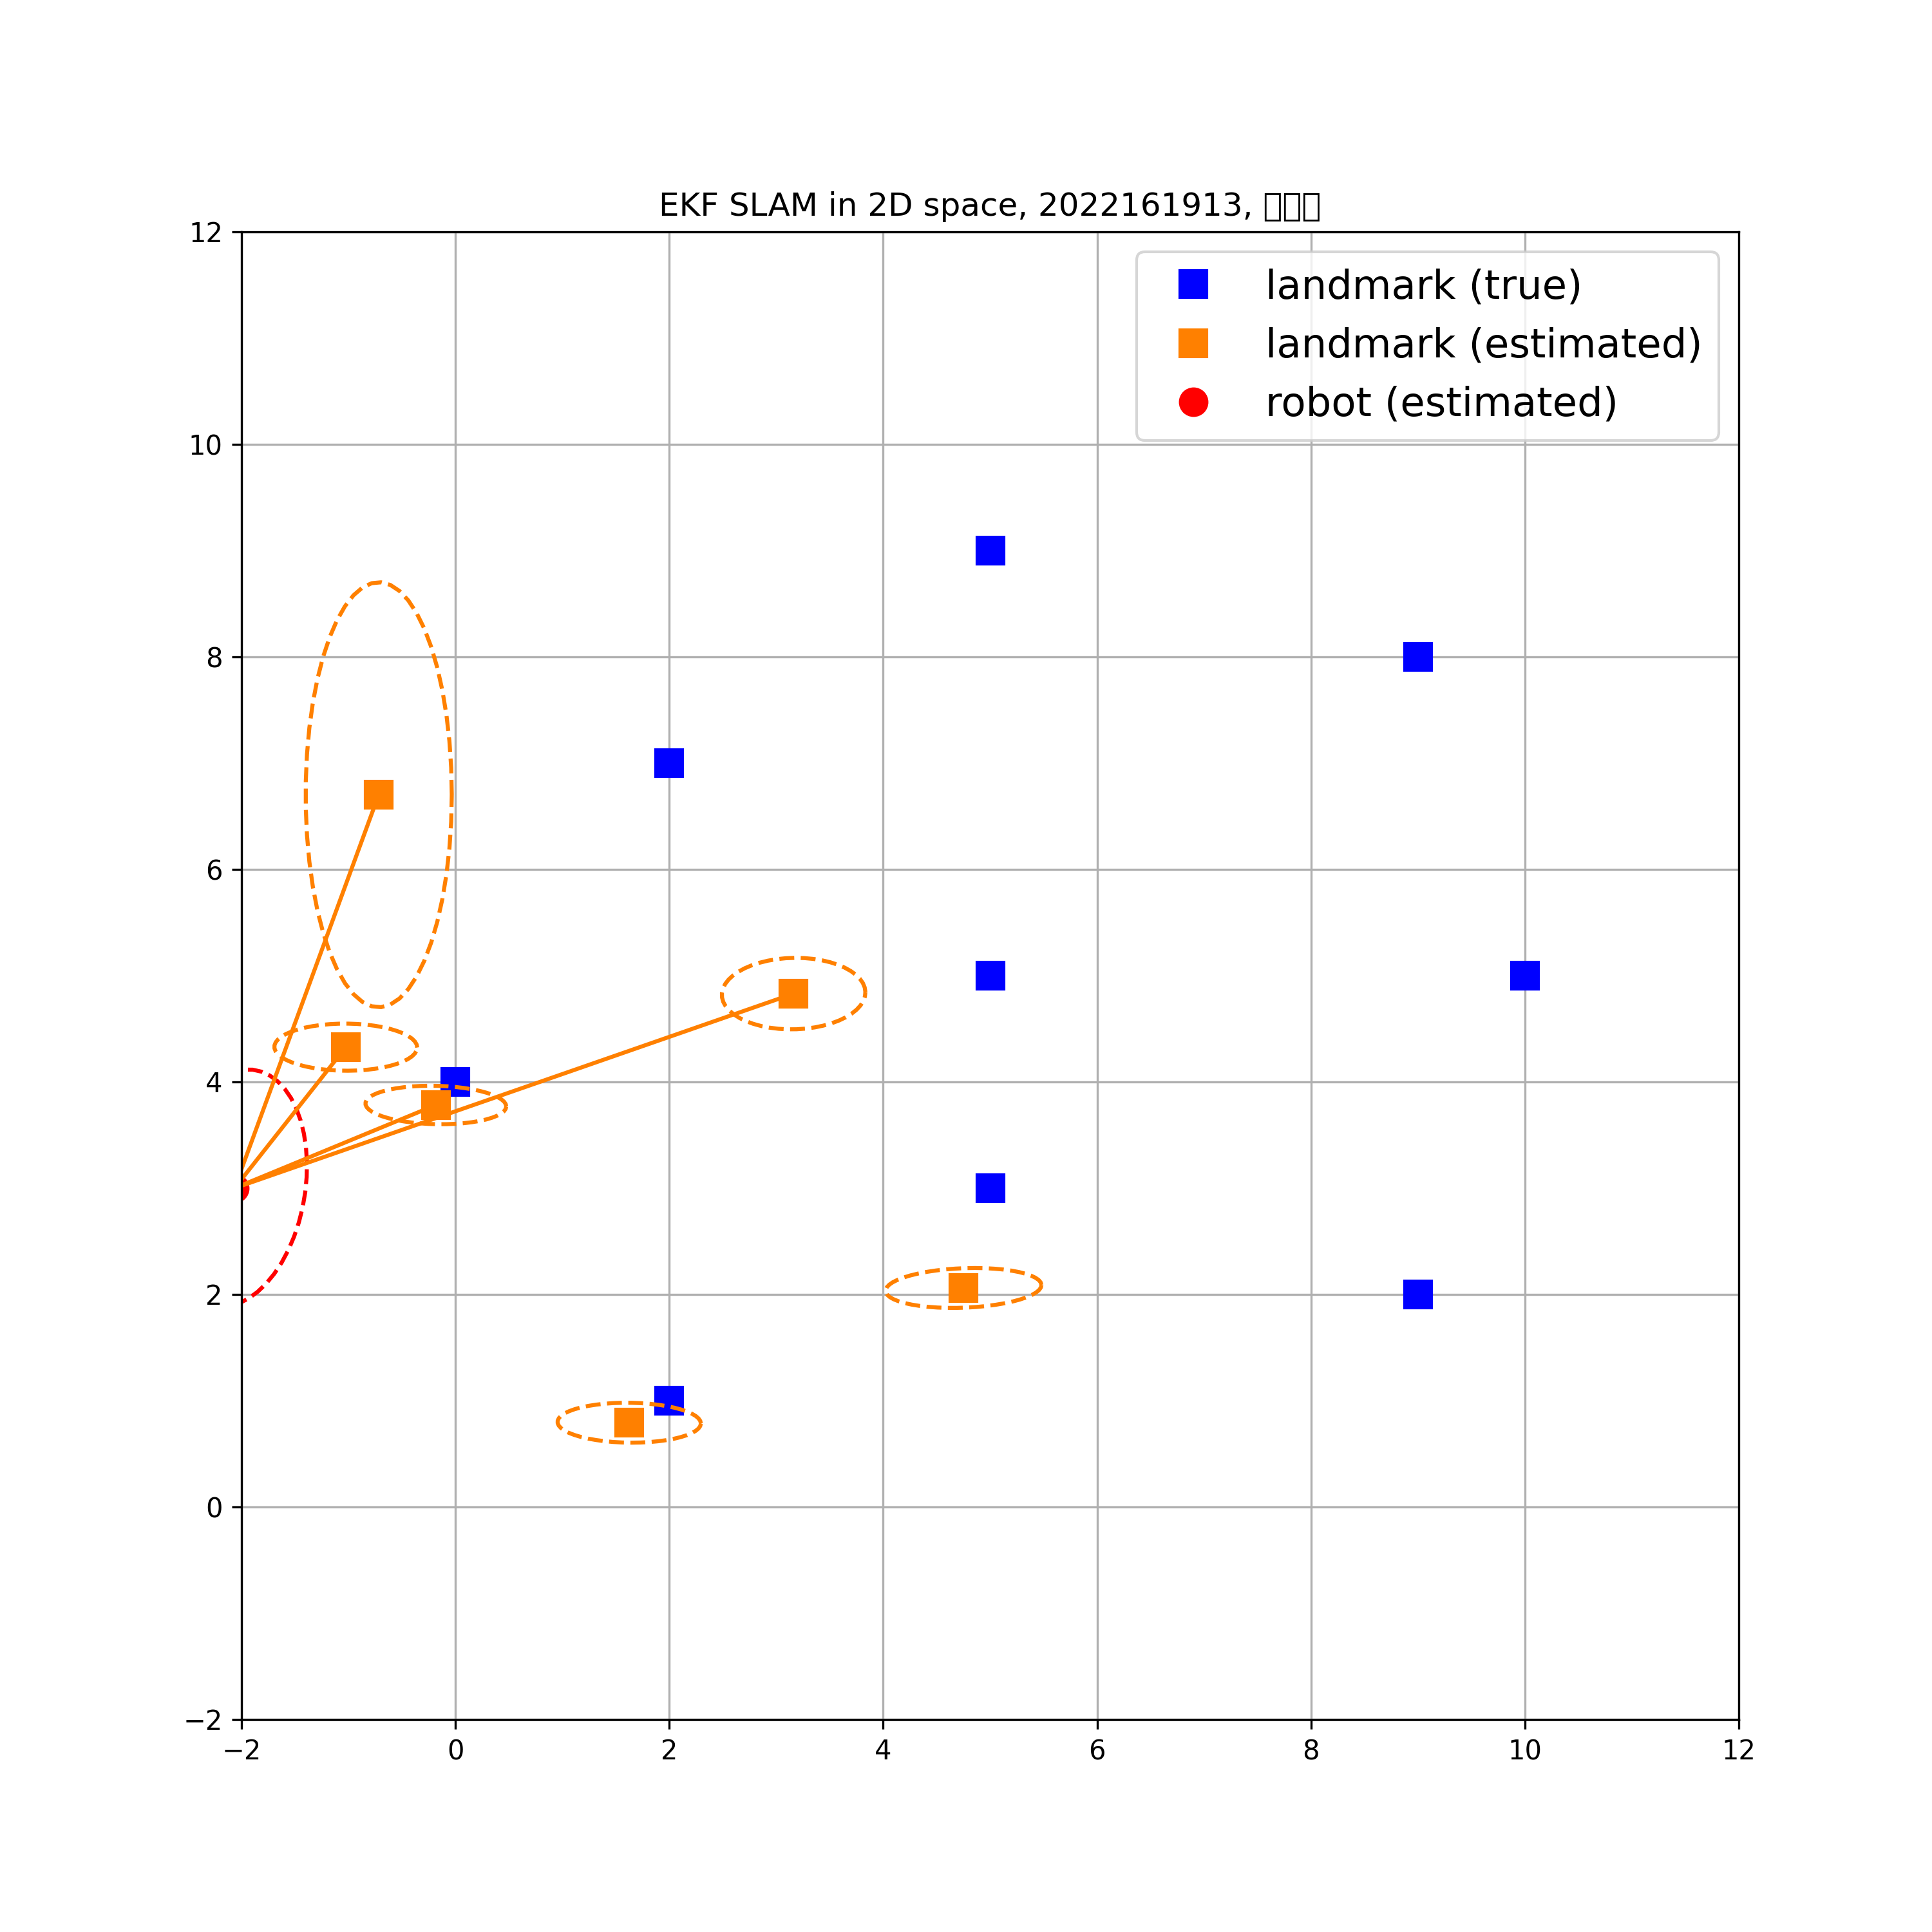 EKF SLAM in 2D space, 2022161913,
12
landmark (true)
landmark (estimated)
robot (estimated)
10
8
6
4
2
0
−2
−2 0 2 4 6 8 10 12